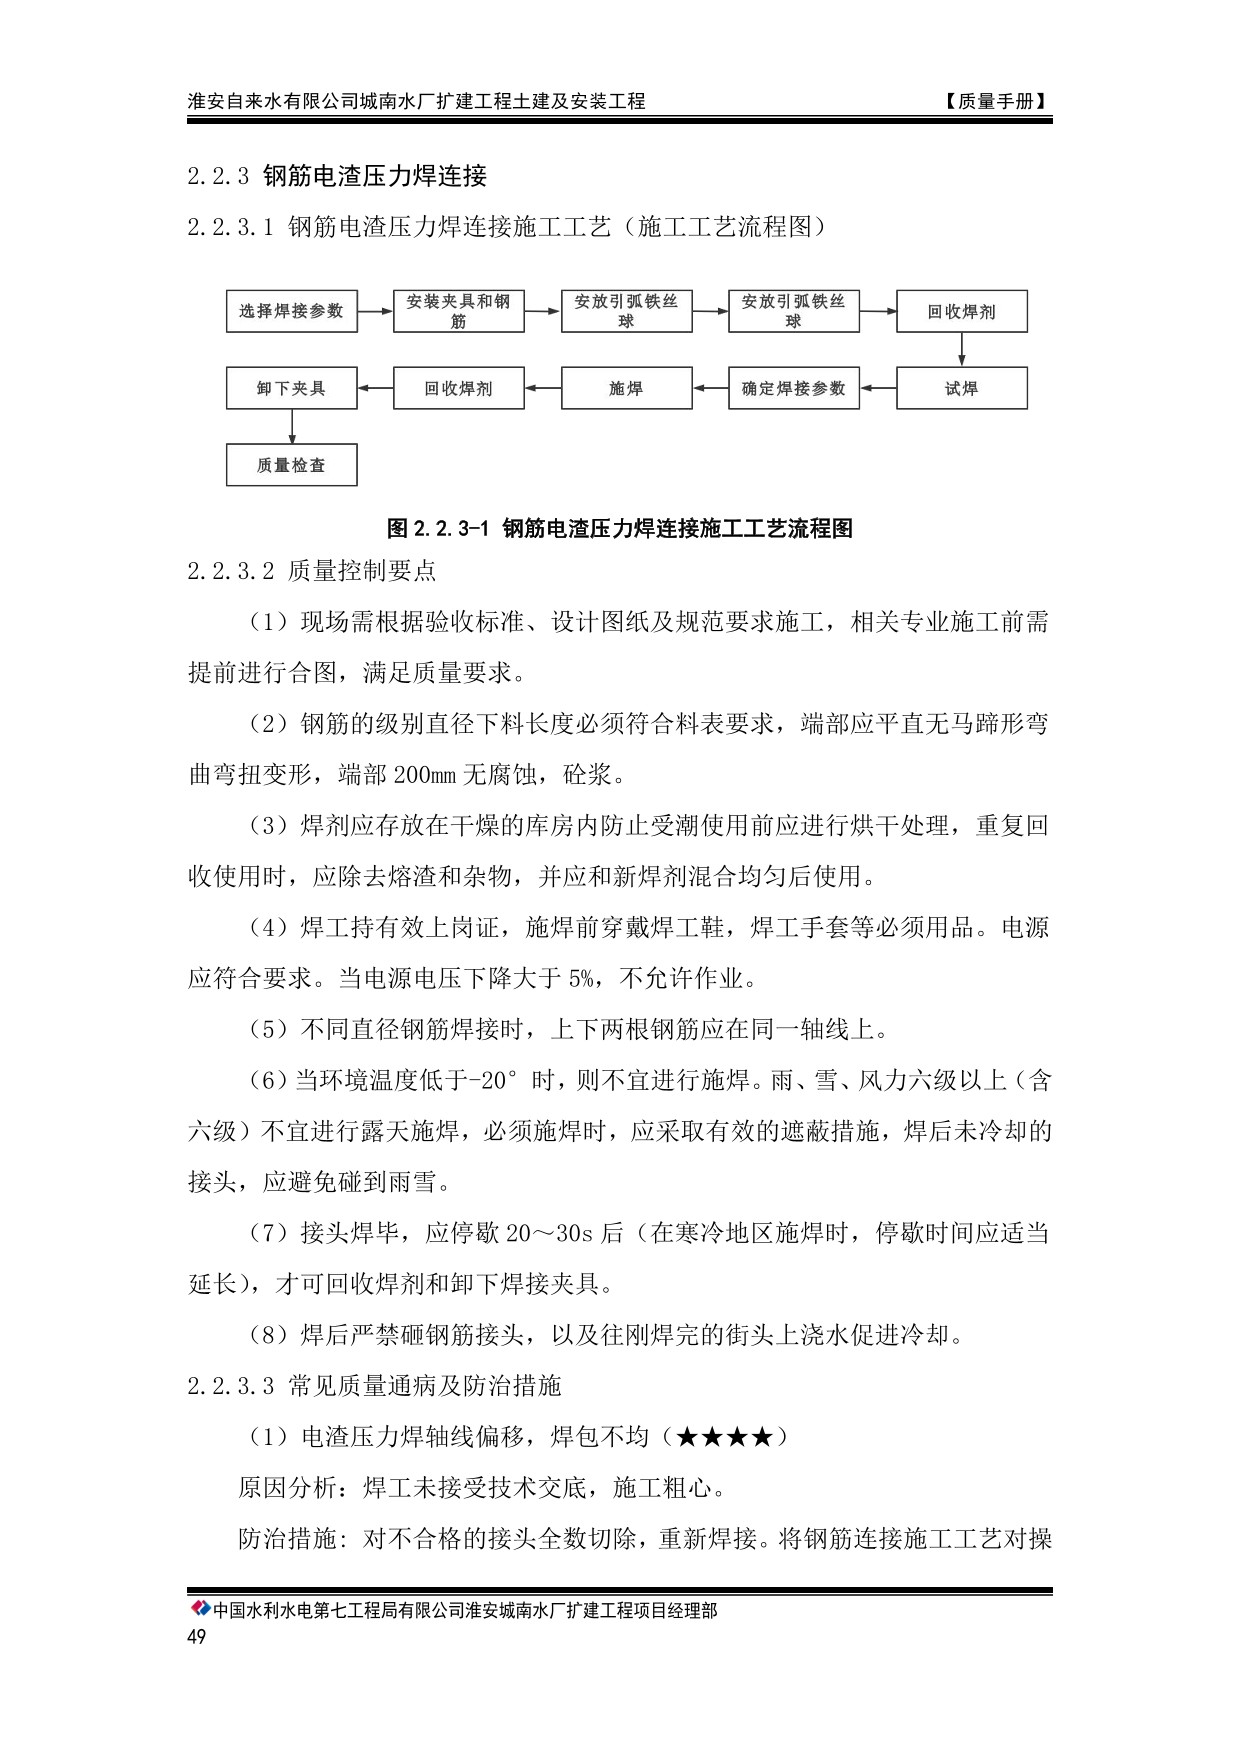 淮安自来水有限公司城南水厂扩建工程土建及安装工程 【质量手册】
2.2.3 钢筋电渣压力焊连接
2.2.3.1 钢筋电渣压力焊连接施工工艺（施工工艺流程图）
选择焊接参数
安装夹具和钢
筋
安放引弧铁丝
球
安放引弧铁丝
球
回收焊剂
试焊
确定焊接参数
施焊
回收焊剂
卸下夹具
质量检查
图 2.2.3-1 钢筋电渣压力焊连接施工工艺流程图
2.2.3.2 质量控制要点
（1）现场需根据验收标准、设计图纸及规范要求施工，相关专业施工前需
提前进行合图，满足质量要求。
（2）钢筋的级别直径下料长度必须符合料表要求，端部应平直无马蹄形弯
曲弯扭变形，端部 200mm 无腐蚀，砼浆。
（3）焊剂应存放在干燥的库房内防止受潮使用前应进行烘干处理，重复回
收使用时，应除去熔渣和杂物，并应和新焊剂混合均匀后使用。
（4）焊工持有效上岗证，施焊前穿戴焊工鞋，焊工手套等必须用品。电源
应符合要求。当电源电压下降大于 5%，不允许作业。
（5）不同直径钢筋焊接时，上下两根钢筋应在同一轴线上。
（6）当环境温度低于-20°时，则不宜进行施焊。雨、雪、风力六级以上（含
六级）不宜进行露天施焊，必须施焊时，应采取有效的遮蔽措施，焊后未冷却的
接头，应避免碰到雨雪。
（7）接头焊毕，应停歇 20～30s 后（在寒冷地区施焊时，停歇时间应适当
延长），才可回收焊剂和卸下焊接夹具。
（8）焊后严禁砸钢筋接头，以及往刚焊完的街头上浇水促进冷却。
2.2.3.3 常见质量通病及防治措施
（1）电渣压力焊轴线偏移，焊包不均（★★★★）
原因分析：焊工未接受技术交底，施工粗心。
防治措施：对不合格的接头全数切除，重新焊接。将钢筋连接施工工艺对操
中国水利水电第七工程局有限公司淮安城南水厂扩建工程项目经理部
49